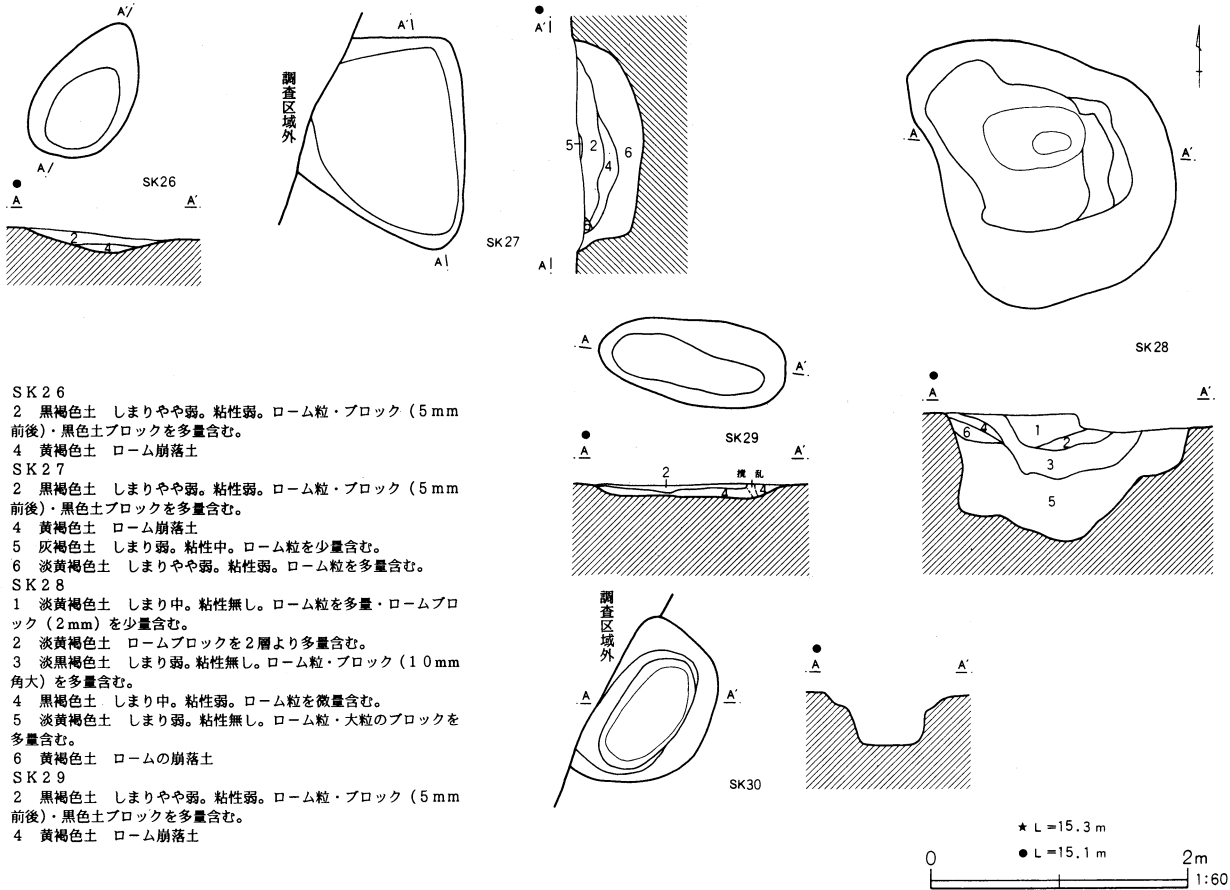 A'
A
SK26
A
A'
2
4
調査区域外
A'
A
SK27
A'
A
5
2
4
6
A
A'
SK28
A
A'
1
2
3
4
5
6
A
A'
SK29
A
A'
2
撹乱
4
4
調査区域外
A
A'
SK30
A
A'
SK26
2 黒褐色土 しまりやや弱。粘性弱。ローム粒・ブロック(5mm
前後)・黒色土ブロックを多量含む。
4 黄褐色土 ローム崩落土
SK27
2 黒褐色土 しまりやや弱。粘性弱。ローム粒・ブロック(5mm
前後)・黒色土ブロックを多量含む。
4 黄褐色土 ローム崩落土
5 灰褐色土 しまり弱。粘性中。ローム粒を少量含む。
6 淡黄褐色土 しまりやや弱。粘性弱。ローム粒を多量含む。
SK28
1 淡黄褐色土 しまり中。粘性無し。ローム粒を多量・ロームブロ
ック(2mm)を少量含む。
2 淡黄褐色土 ロームブロックを2層より多量含む。
3 淡黒褐色土 しまり弱。粘性無し。ローム粒・ブロック(10mm
角大)を多量含む。
4 黒褐色土 しまり中。粘性弱。ローム粒を微量含む。
5 淡黄褐色土 しまり弱。粘性無し。ローム粒・大粒のブロックを
多量含む。
6 黄褐色土 ロームの崩落土
SK29
2 黒褐色土 しまりやや弱。粘性弱。ローム粒・ブロック(5mm
前後)・黒色土ブロックを多量含む。
4 黄褐色土 ローム崩落土
★ L=15.3m
● L=15.1m
0 2m
1:60